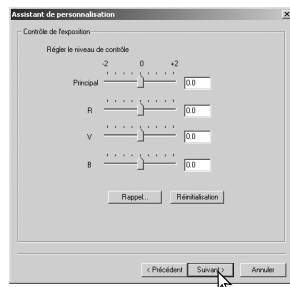 Assistant de personnalisation
Contrôle de l'exposition
Régler le niveau de contrôle
-2 0 +2
Principal 0.0
R 0.0
V 0.0
B 0.0
Rappel... Réinitialisation
< Précédent Suivant > Annuler